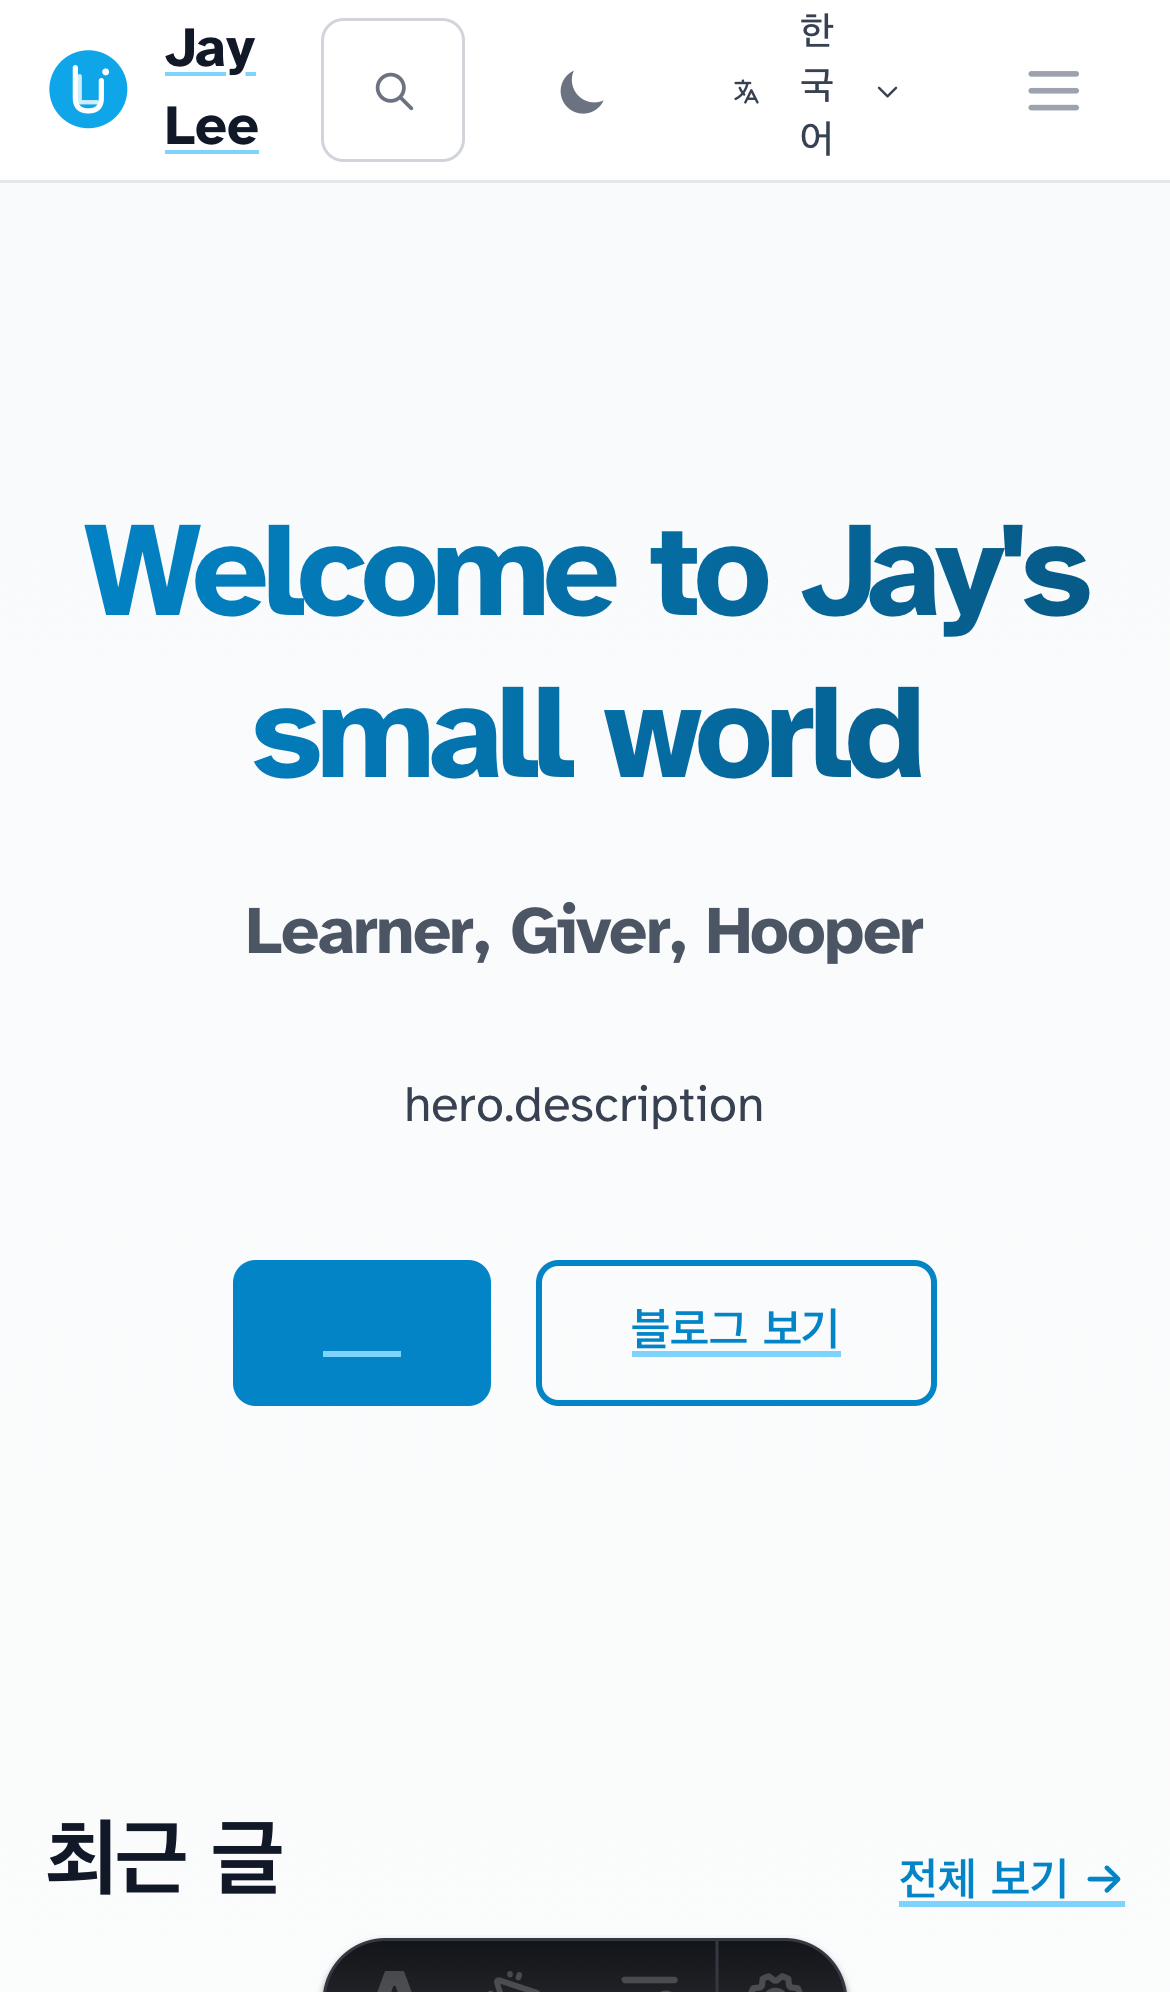 Jay
Lee
한
국
어
Welcome to Jay's
small world
Learner, Giver, Hooper
hero.description
블로그 보기
최근 글
전체 보기 →